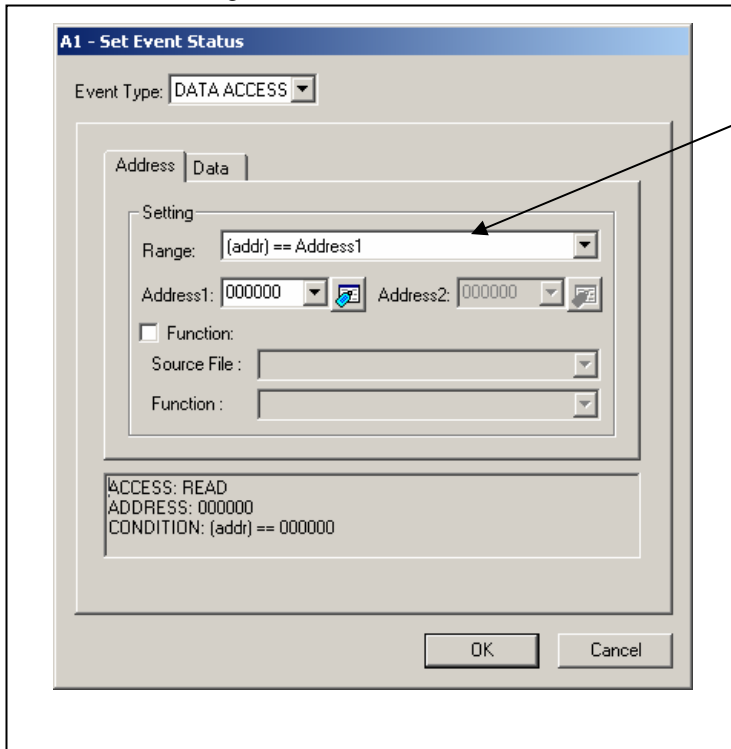 A1 - Set Event Status
Event Type: DATA ACCESS
Address Data
Setting
Range: (addr) == Address1
Address1: 000000 Address2: 000000
Function:
Source File :
Function :
ACCESS: READ
ADDRESS: 000000
CONDITION: (addr) == 000000
OK Cancel